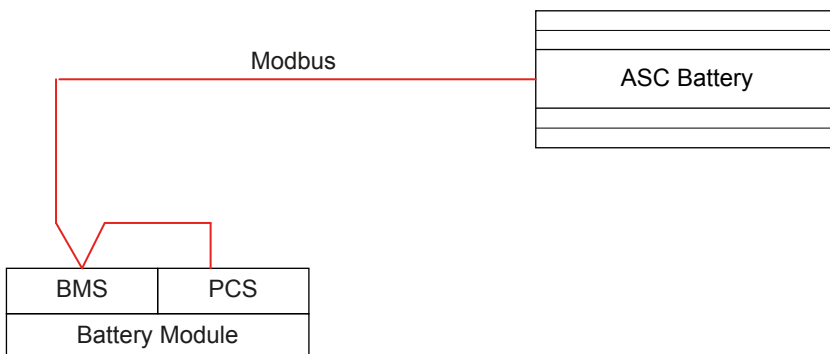 Modbus
ASC Battery
BMS
PCS
Battery Module